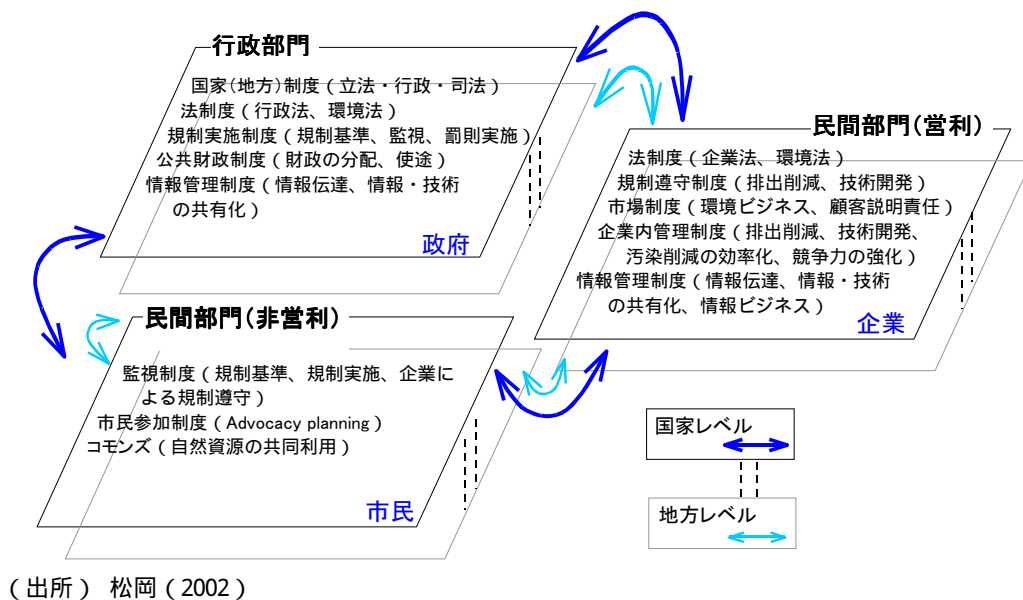 行政部門
国家(地方)制度（立法・行政・司法）
法制度（行政法、環境法）
規制実施制度（規制基準、監視、罰則実施）
公共財政制度（財政の分配、使途）
情報管理制度（情報伝達、情報・技術
の共有化）
政府
民間部門(営利)
法制度（企業法、環境法）
規制遵守制度（排出削減、技術開発）
市場制度（環境ビジネス、顧客説明責任）
企業内管理制度（排出削減、技術開発、
汚染削減の効率化、競争力の強化）
情報管理制度（情報伝達、情報・技術
の共有化、情報ビジネス）
企業
民間部門(非営利)
監視制度（規制基準、規制実施、企業に
よる規制遵守）
市民参加制度（Advocacy planning）
コモンズ（自然資源の共同利用）
市民
国家レベル
地方レベル
（出所） 松岡（2002）